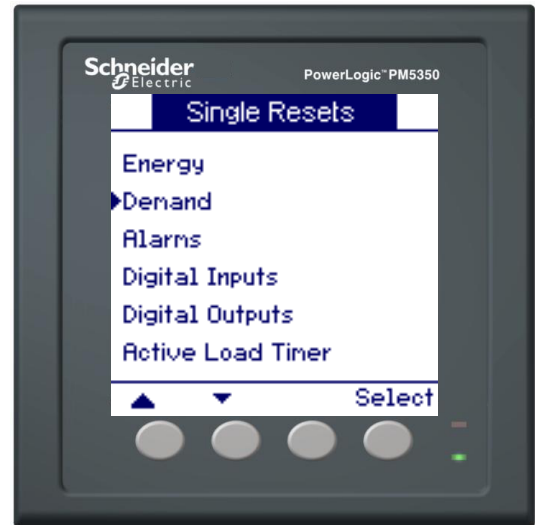 Schneider
Electric
PowerLogic™ PM5350
Single Resets
Energy
Demand
Alarms
Digital Inputs
Digital Outputs
Active Load Timer
Select